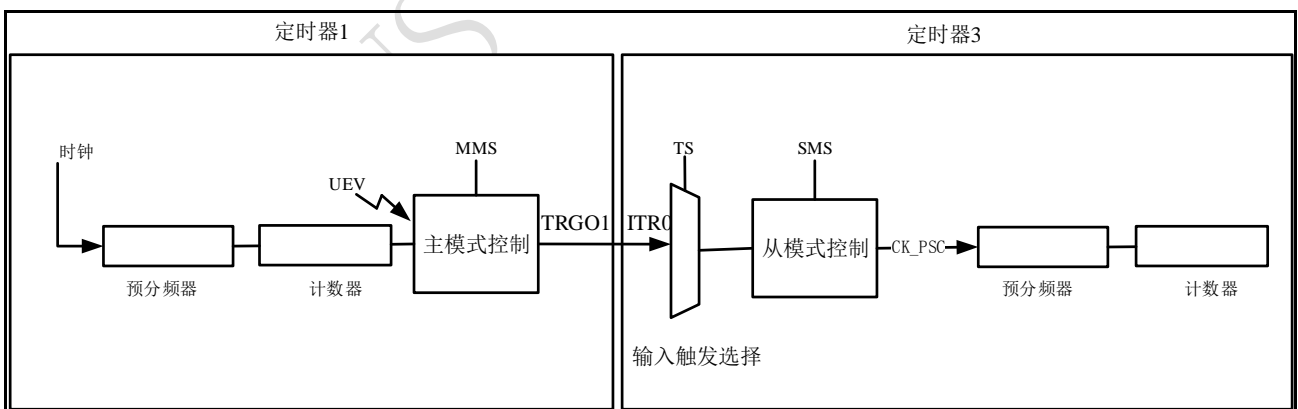 定时器1
定时器3
时钟
UEV
MMS
TS
SMS
TRGO1
ITR0
主模式控制
从模式控制
CK_PSC
预分频器
计数器
预分频器
计数器
输入触发选择